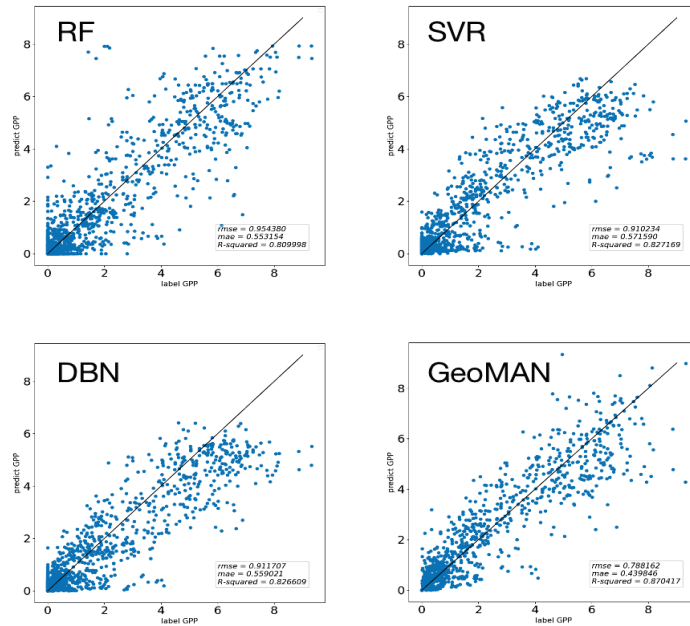 RF
8
6
4
2
0
predict GPP
0 2 4 6 8
label GPP
rmse = 0.954380
mae = 0.553154
R-squared = 0.809998
SVR
8
6
4
2
0
predict GPP
0 2 4 6 8
label GPP
rmse = 0.910234
mae = 0.571590
R-squared = 0.827169
DBN
8
6
4
2
0
predict GPP
0 2 4 6 8
label GPP
rmse = 0.911707
mae = 0.559021
R-squared = 0.826609
GeoMAN
8
6
4
2
0
predict GPP
0 2 4 6 8
label GPP
rmse = 0.788162
mae = 0.439846
R-squared = 0.870417